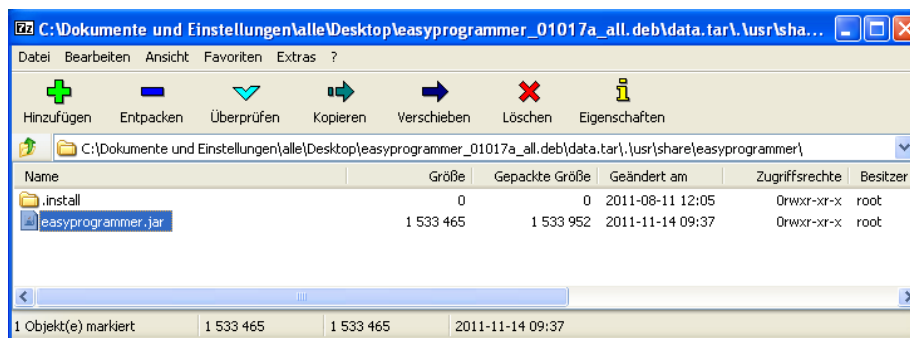 C:\Dokumente und Einstellungen\alle\Desktop\easyprogrammer_01017a_all.deb\data.tar\.\usr\sha...
Datei Bearbeiten Ansicht Favoriten Extras ?
Hinzufügen Entpacken Überprüfen Kopieren Verschieben Löschen Eigenschaften
C:\Dokumente und Einstellungen\alle\Desktop\easyprogrammer_01017a_all.deb\data.tar\.\usr\share\easyprogrammer\
Name Größe Gepackte Größe Geändert am Zugriffsrechte Besitzer
.install 0 0 2011-08-11 12:05 0rwxr-xr-x root
easyprogrammer.jar 1 533 465 1 533 952 2011-11-14 09:37 0rwxr-xr-x root
1 Objekt(e) markiert 1 533 465 1 533 465 2011-11-14 09:37